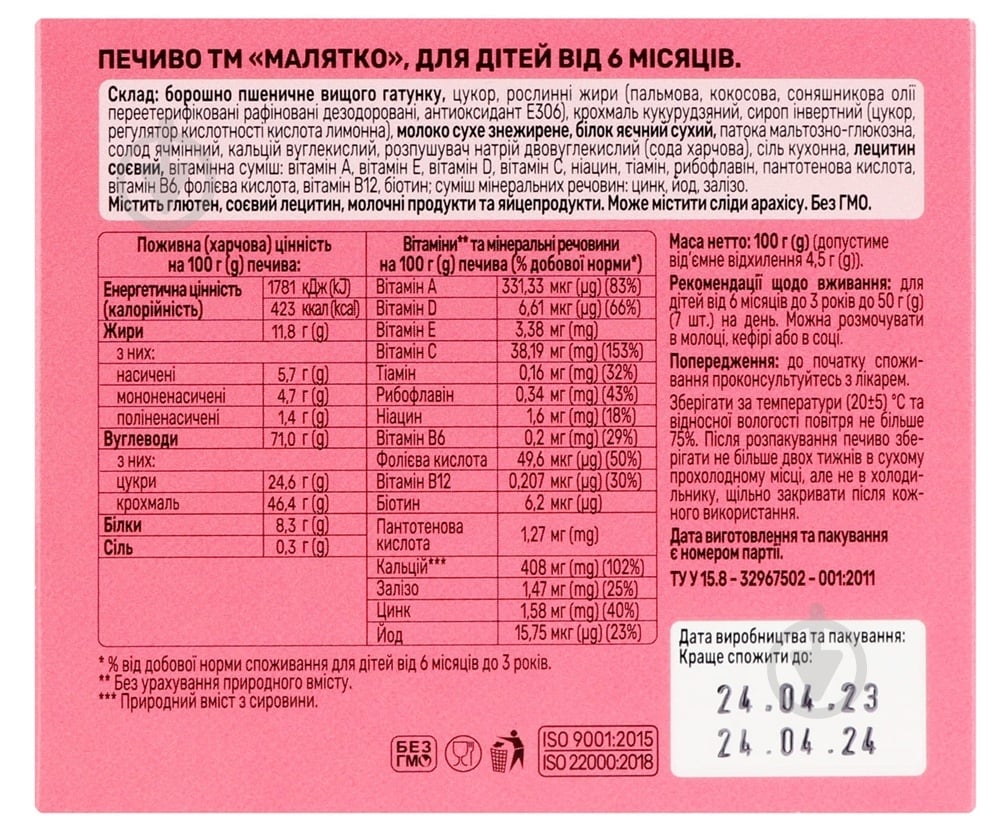 ПЕЧИВО ТМ «МАЛЯТКО», ДЛЯ ДІТЕЙ ВІД 6 МІСЯЦІВ.
Склад: борошно пшеничне вищого гатунку, цукор, рослинні жири (пальмова, кокосова, соняшникова олії
переетерифіковані рафіновані дезодоровані, антиоксидант Е306), крохмаль кукурудзяний, сироп інвертний (цукор,
регулятор кислотності кислота лимонна), молоко сухе знежирене, білок яєчний сухий, патока мальтозно-глюкозна,
солод ячмінний, кальцій вуглекислий, розпушувач натрій двовуглекислий (сода харчова), сіль кухонна, лецитин
соєвий, вітамінна суміш: вітамін А, вітамін Е, вітамін D, вітамін С, ніацин, тіамін, рибофлавін, пантотенова кислота,
вітамін В6, фолієва кислота, вітамін В12, біотин; суміш мінеральних речовин: цинк, йод, залізо.
Містить глютен, соєвий лецитин, молочні продукти та яйцепродукти. Може містити сліди арахісу. Без ГМО.
Поживна (харчова) цінність
на 100 г (g) печива:
Енергетична цінність 1781 кДж(kJ)
(калорійність) 423 ккал(kcal)
Жири 11,8 г (g)
з них:
насичені 5,7 г (g)
мононенасичені 4,7 г (g)
поліненасичені 1,4 г (g)
Вуглеводи 71,0 г (g)
з них:
цукри 24,6 г (g)
крохмаль 46,4 г (g)
Білки 8,3 г (g)
Сіль 0,3 г (g)
Вітаміни** та мінеральні речовини
на 100 г (g) печива (% добової норми*)
Вітамін А 331,33 мкг (μg) (83%)
Вітамін D 6,61 мкг (μg) (66%)
Вітамін Е 3,38 мг (mg)
Вітамін С 38,19 мг (mg) (153%)
Тіамін 0,16 мг (mg) (32%)
Рибофлавін 0,34 мг (mg) (43%)
Ніацин 1,6 мг (mg) (18%)
Вітамін В6 0,2 мг (mg) (29%)
Фолієва кислота 49,6 мкг (μg) (50%)
Вітамін В12 0,207 мкг (μg) (30%)
Біотин 6,2 мкг (μg)
Пантотенова
кислота 1,27 мг (mg)
Кальцій*** 408 мг (mg) (102%)
Залізо 1,47 мг (mg) (25%)
Цинк 1,58 мг (mg) (40%)
Йод 15,75 мкг (μg) (23%)
Маса нетто: 100 г (g) (допустиме
від’ємне відхилення 4,5 г (g)).
Рекомендації щодо вживання: для
дітей від 6 місяців до 3 років до 50 г (g)
(7 шт.) на день. Можна розмочувати
в молоці, кефірі або в соці.
Попередження: до початку споживання
вання проконсультуйтесь з лікарем.
Зберігати за температури (20±5) °С та
відносної вологості повітря не більше
75%. Після розпакування печиво збе-
рігати не більше двох тижнів в сухому
прохолодному місці, але не в холоди-
льнику, щільно закривати після кож-
ного використання.
Дата виготовлення та пакування
є номером партії.
ТУ У 15.8 – 32967502 – 001:2011
Дата виробництва та пакування:
Краще спожити до:
24.04.23
24.04.24
* % від добової норми споживання для дітей від 6 місяців до 3 років.
** Без урахування природного вмісту.
*** Природний вміст з сировини.
БЕЗ
ГМО
ISO 9001:2015
ISO 22000:2018